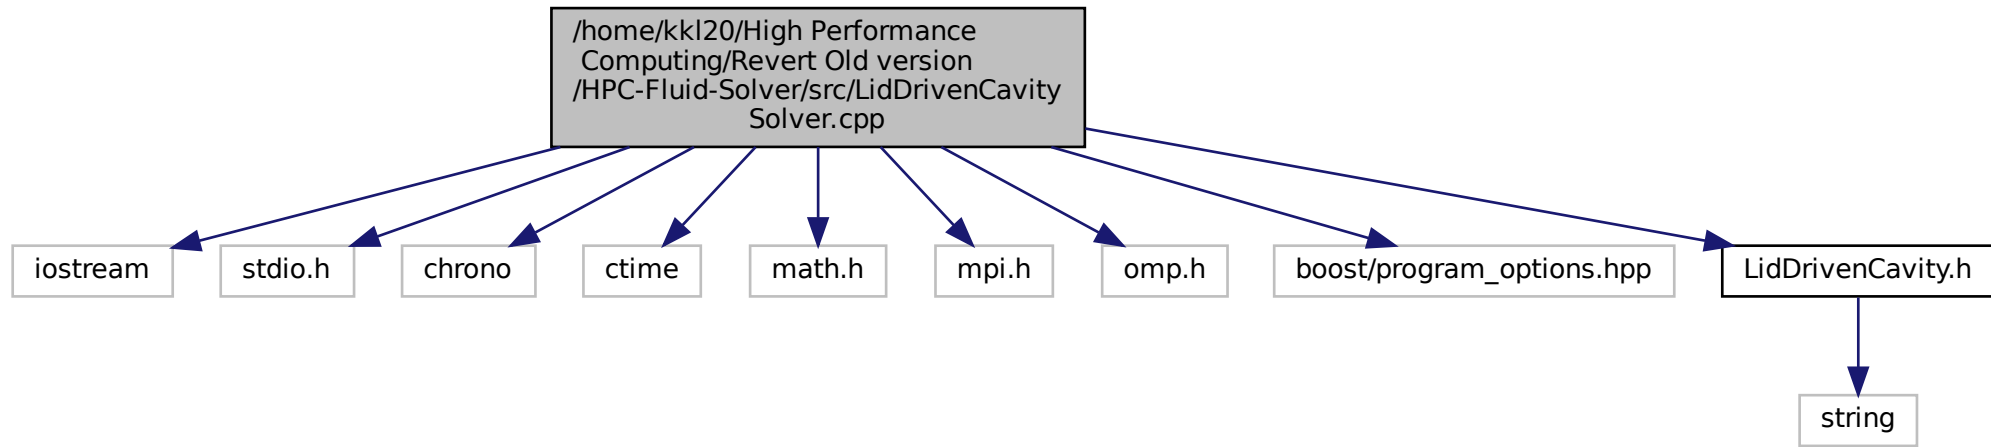 /home/kkl20/High Performance
Computing/Revert Old version
/HPC-Fluid-Solver/src/LidDrivenCavity
Solver.cpp
iostream
stdio.h
chrono
ctime
math.h
mpi.h
omp.h
boost/program_options.hpp
LidDrivenCavity.h
string